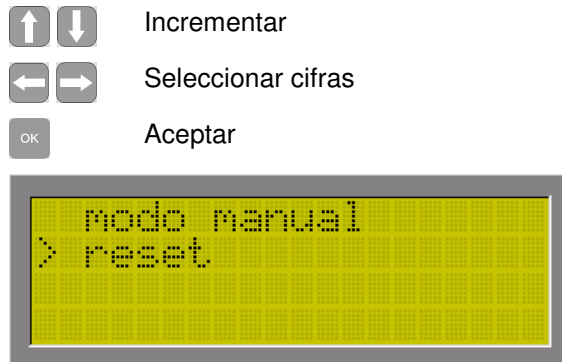 Incrementar
Seleccionar cifras
OK Aceptar
modo manual
> reset